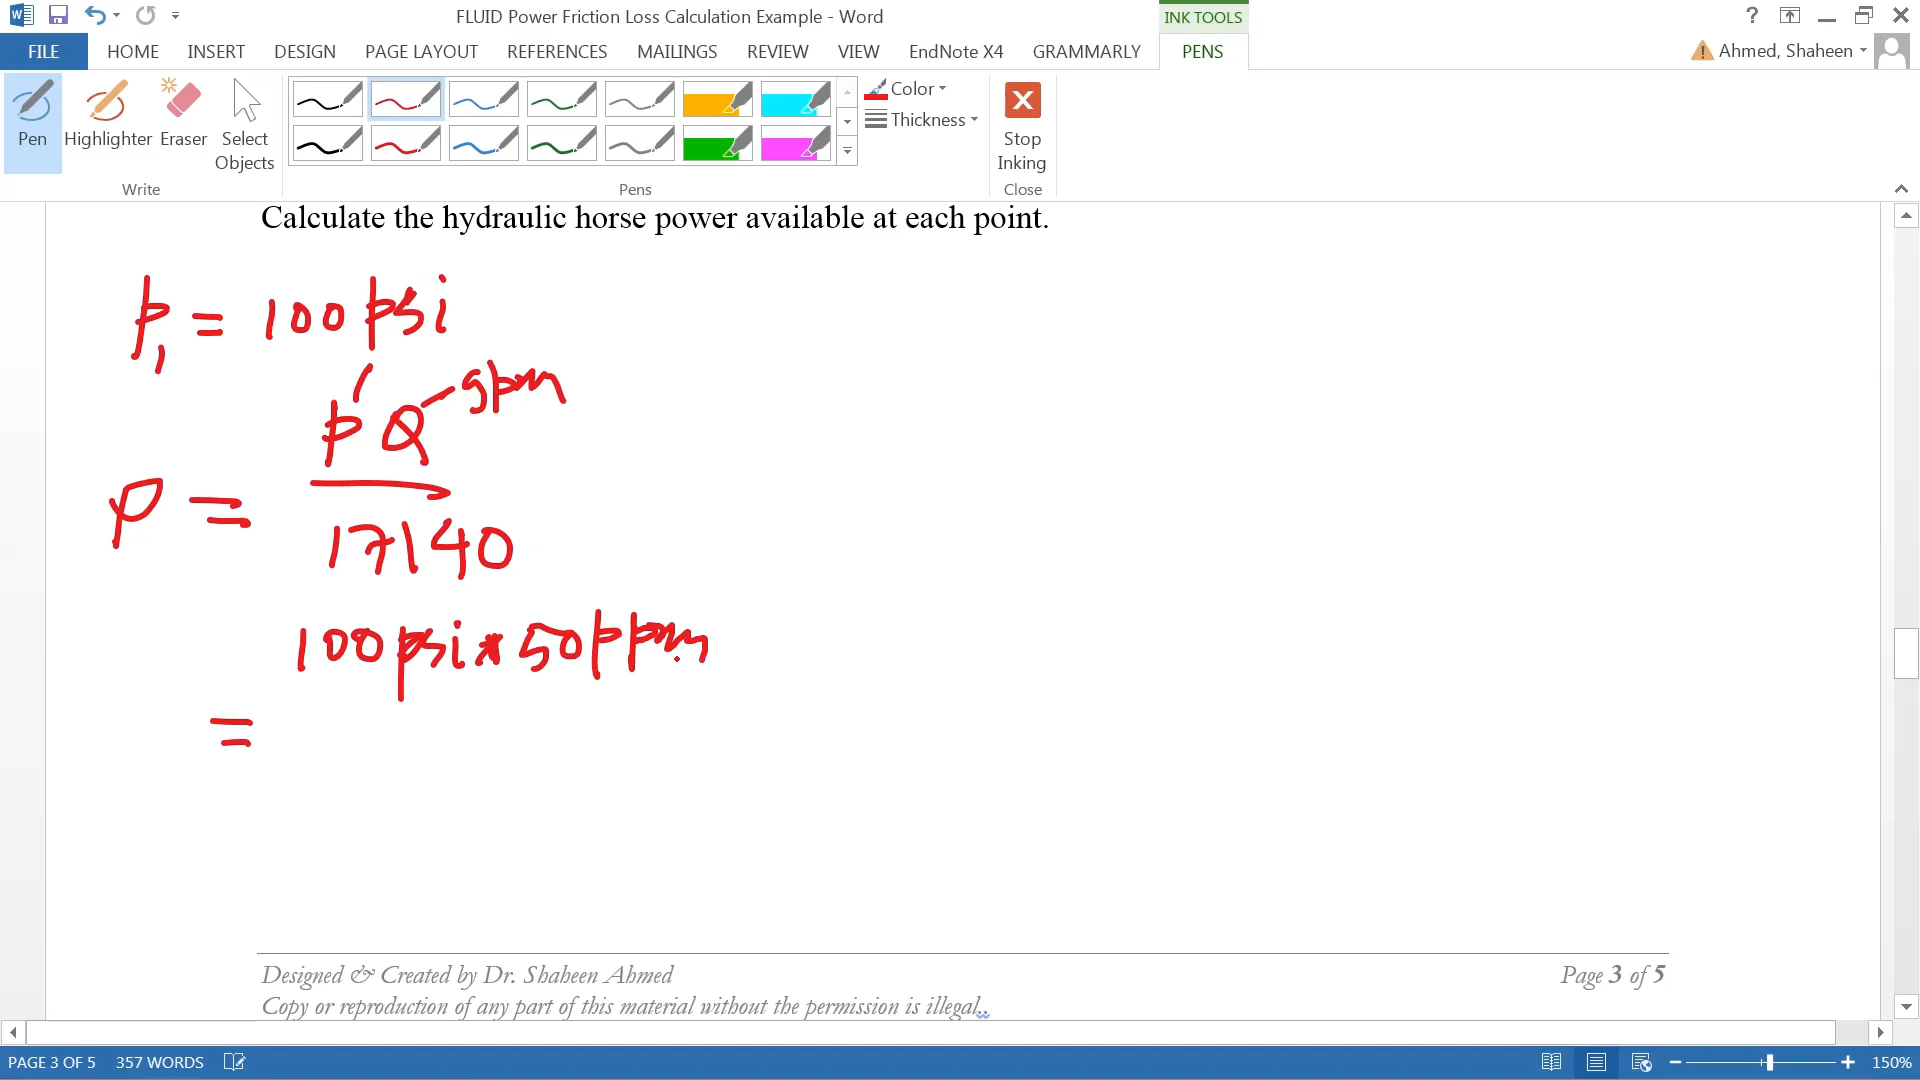 FLUID Power Friction Loss Calculation Example - Word
INK TOOLS
?
FILE HOME INSERT DESIGN PAGE LAYOUT REFERENCES MAILINGS REVIEW VIEW EndNote X4 GRAMMARLY PENS
Ahmed, Shaheen
Pen
Highlighter
Eraser
Select Objects
Color
Thickness
Stop Inking
Write
Pens
Close
Calculate the hydraulic horse power available at each point.
p₁ = 100 psi
p Q gpm
P =
17140
100psi * 50 ppm
=
Designed & Created by Dr. Shaheen Ahmed
Page 3 of 5
Copy or reproduction of any part of this material without the permission is illegal..
PAGE 3 OF 5 357 WORDS
150%